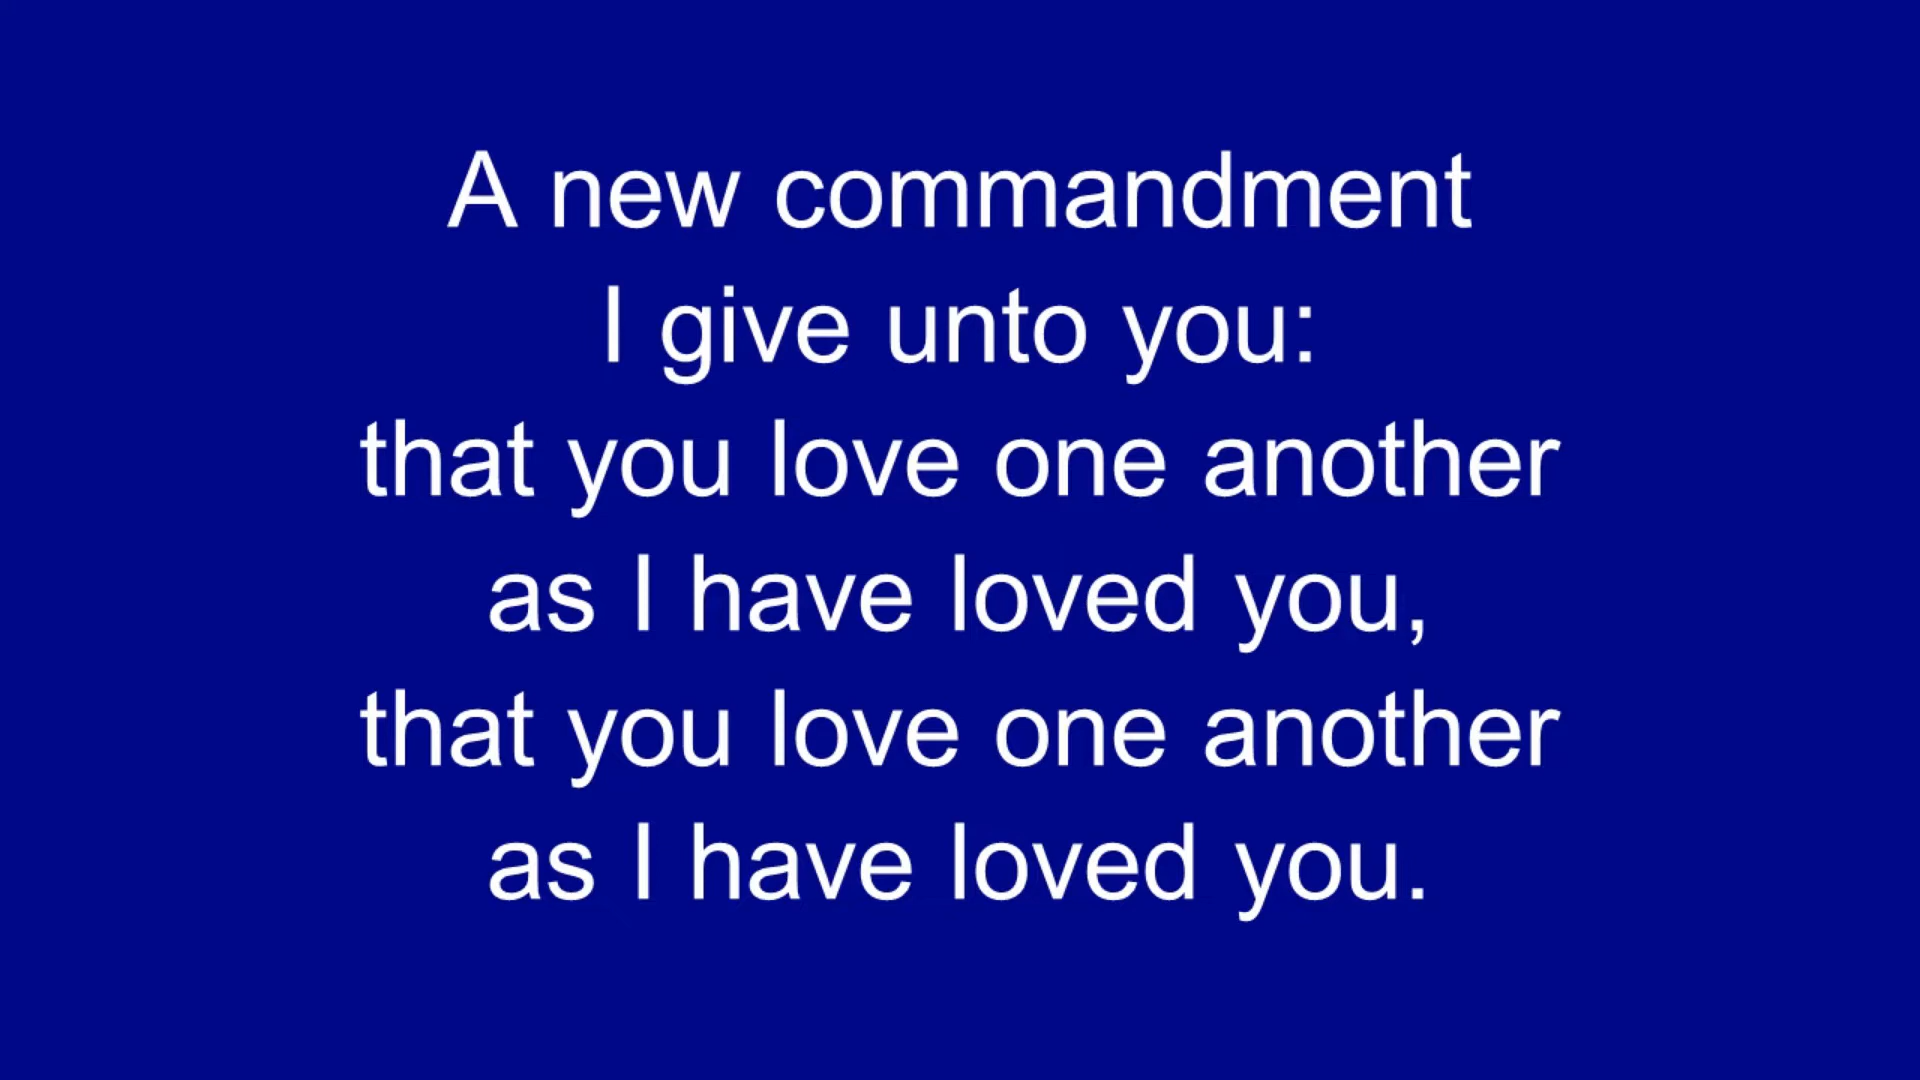 A new commandment
I give unto you:
that you love one another
as I have loved you,
that you love one another
as I have loved you.